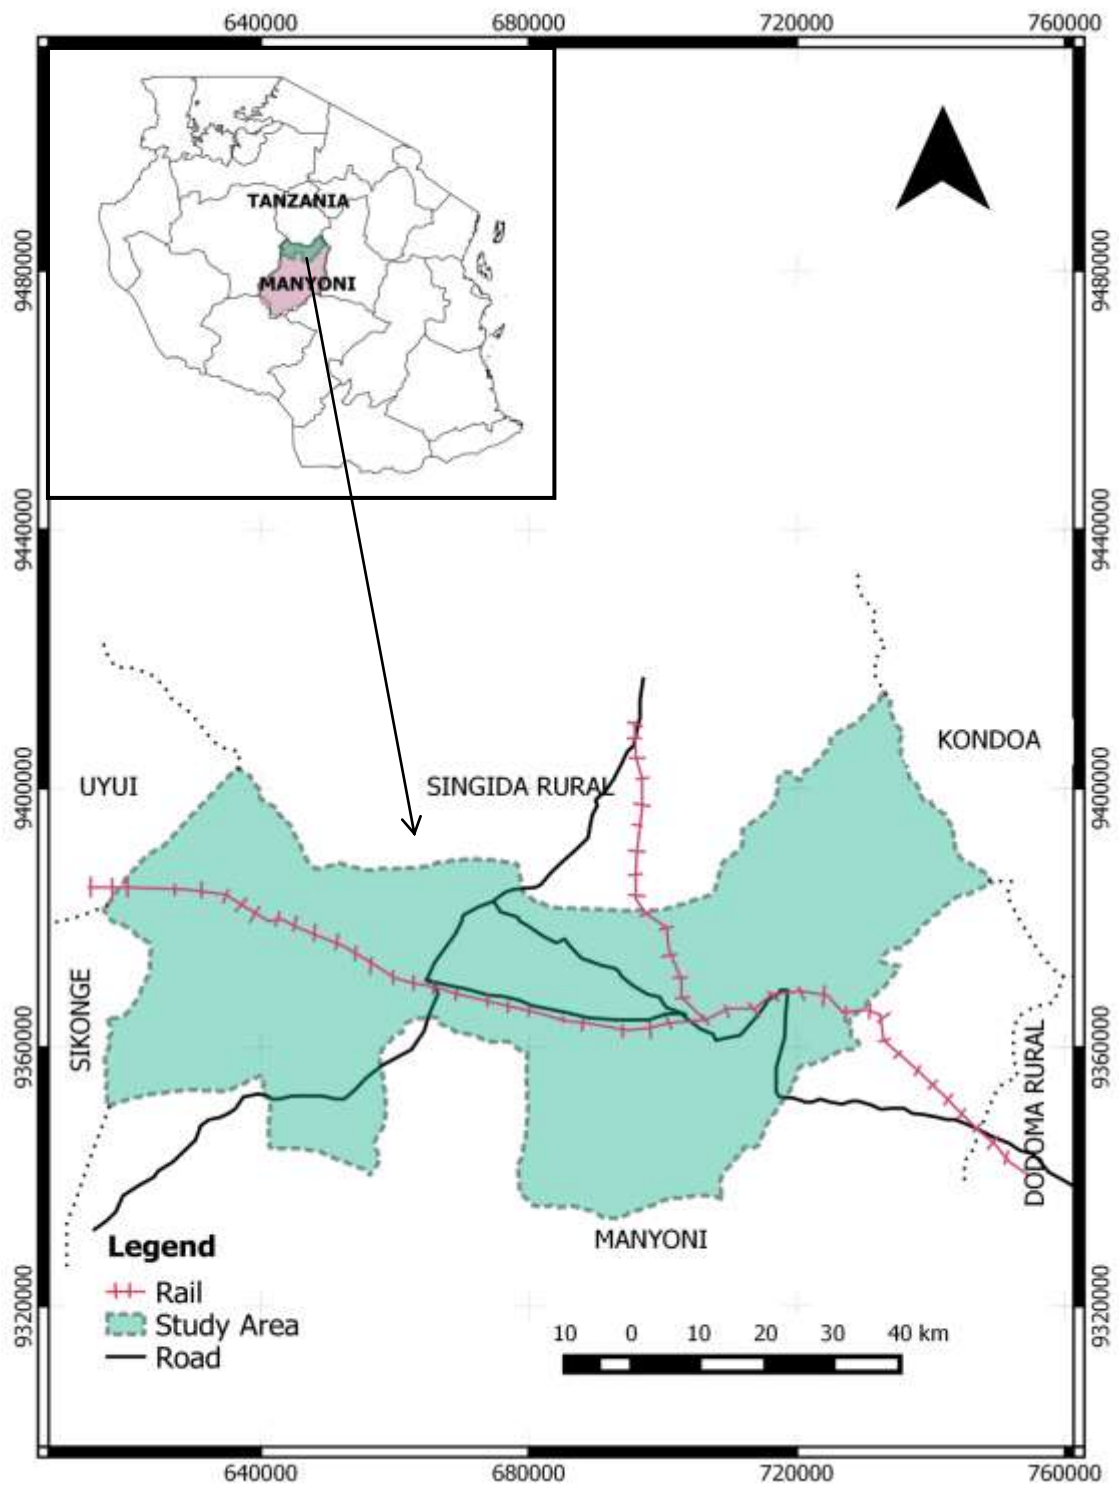 640000 680000 720000 760000
TANZANIA
MANYONI
9480000 9480000
9440000 9440000
KONDOA
UYUI
SINGIDA RURAL
9400000 9400000
SIKONGE
9360000 9360000
DODOMA RURAL
MANYONI
Legend
Rail
Study Area
Road
9320000 9320000
10 0 10 20 30 40 km
640000 680000 720000 760000